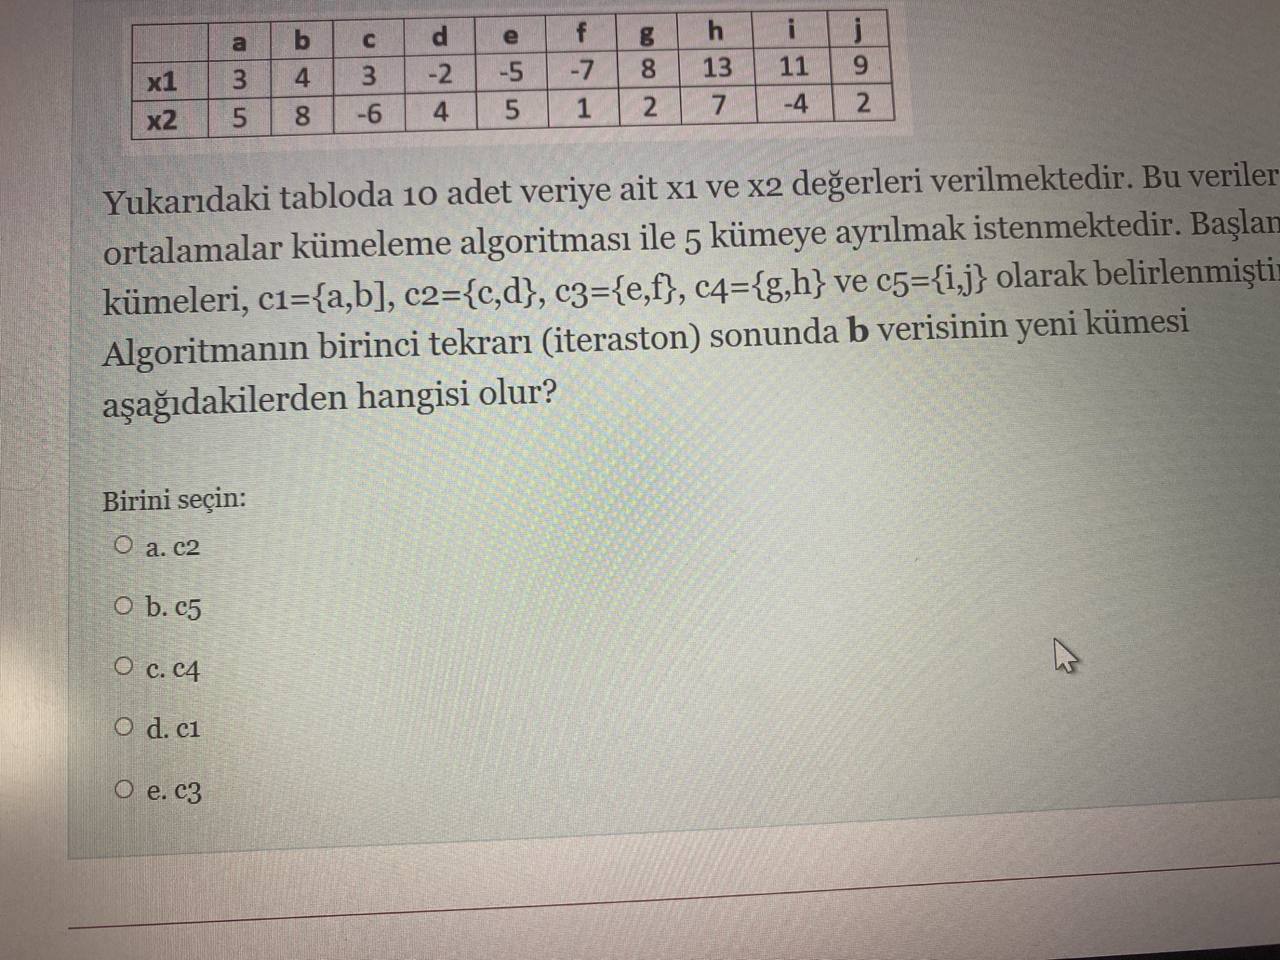 a b c d e f g h i j
x1 3 4 3 -2 -5 -7 8 13 11 9
x2 5 8 -6 4 5 1 2 7 -4 2
Yukarıdaki tabloda 10 adet veriye ait x1 ve x2 değerleri verilmektedir. Bu veriler
ortalamalar kümeleme algoritması ile 5 kümeye ayrılmak istenmektedir.
kümeleri, c1={a,b], c2={c,d}, c3={e,f}, c4={g,h} ve c5={i,j} olarak
Algoritmanın birinci tekrarı (iteraston) sonunda b verisinin yeni kümesi
aşağıdakilerden hangisi olur?
Birini seçin:
a. c2
b. c5
c. c4
d. c1
e. c3